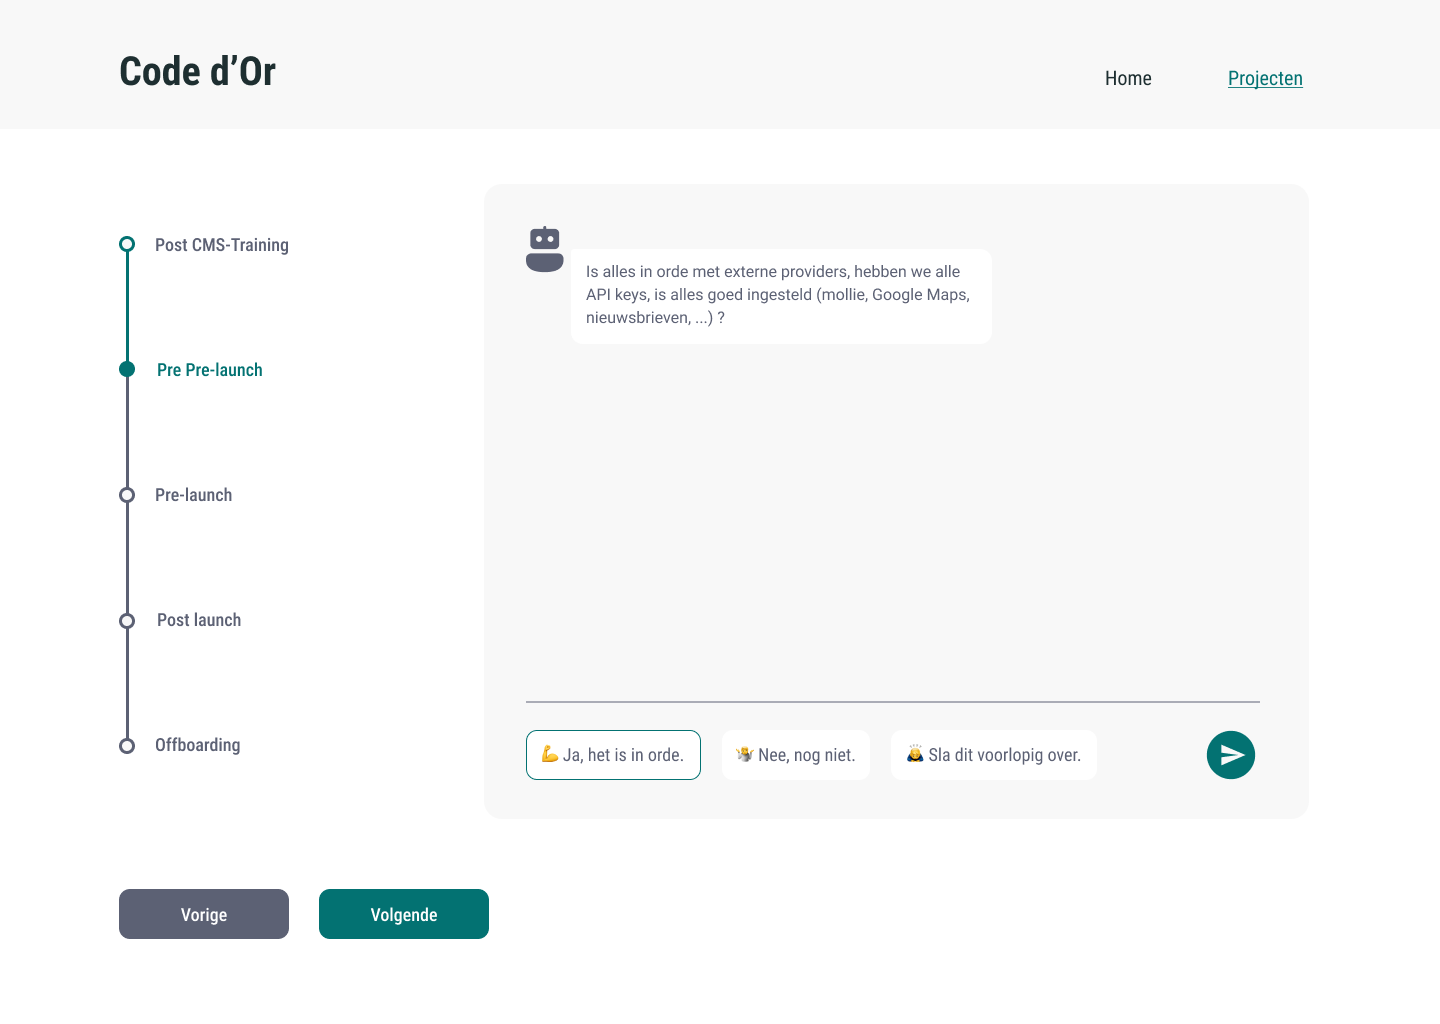 Code d’Or
Home
Projecten
Post CMS-Training
Pre Pre-launch
Pre-launch
Post launch
Offboarding
Is alles in orde met externe providers, hebben we alle
API keys, is alles goed ingesteld (mollie, Google Maps,
nieuwsbrieven, ...) ?
💪 Ja, het is in orde.
🤷 Nee, nog niet.
🙇 Sla dit voorlopig over.
Vorige
Volgende